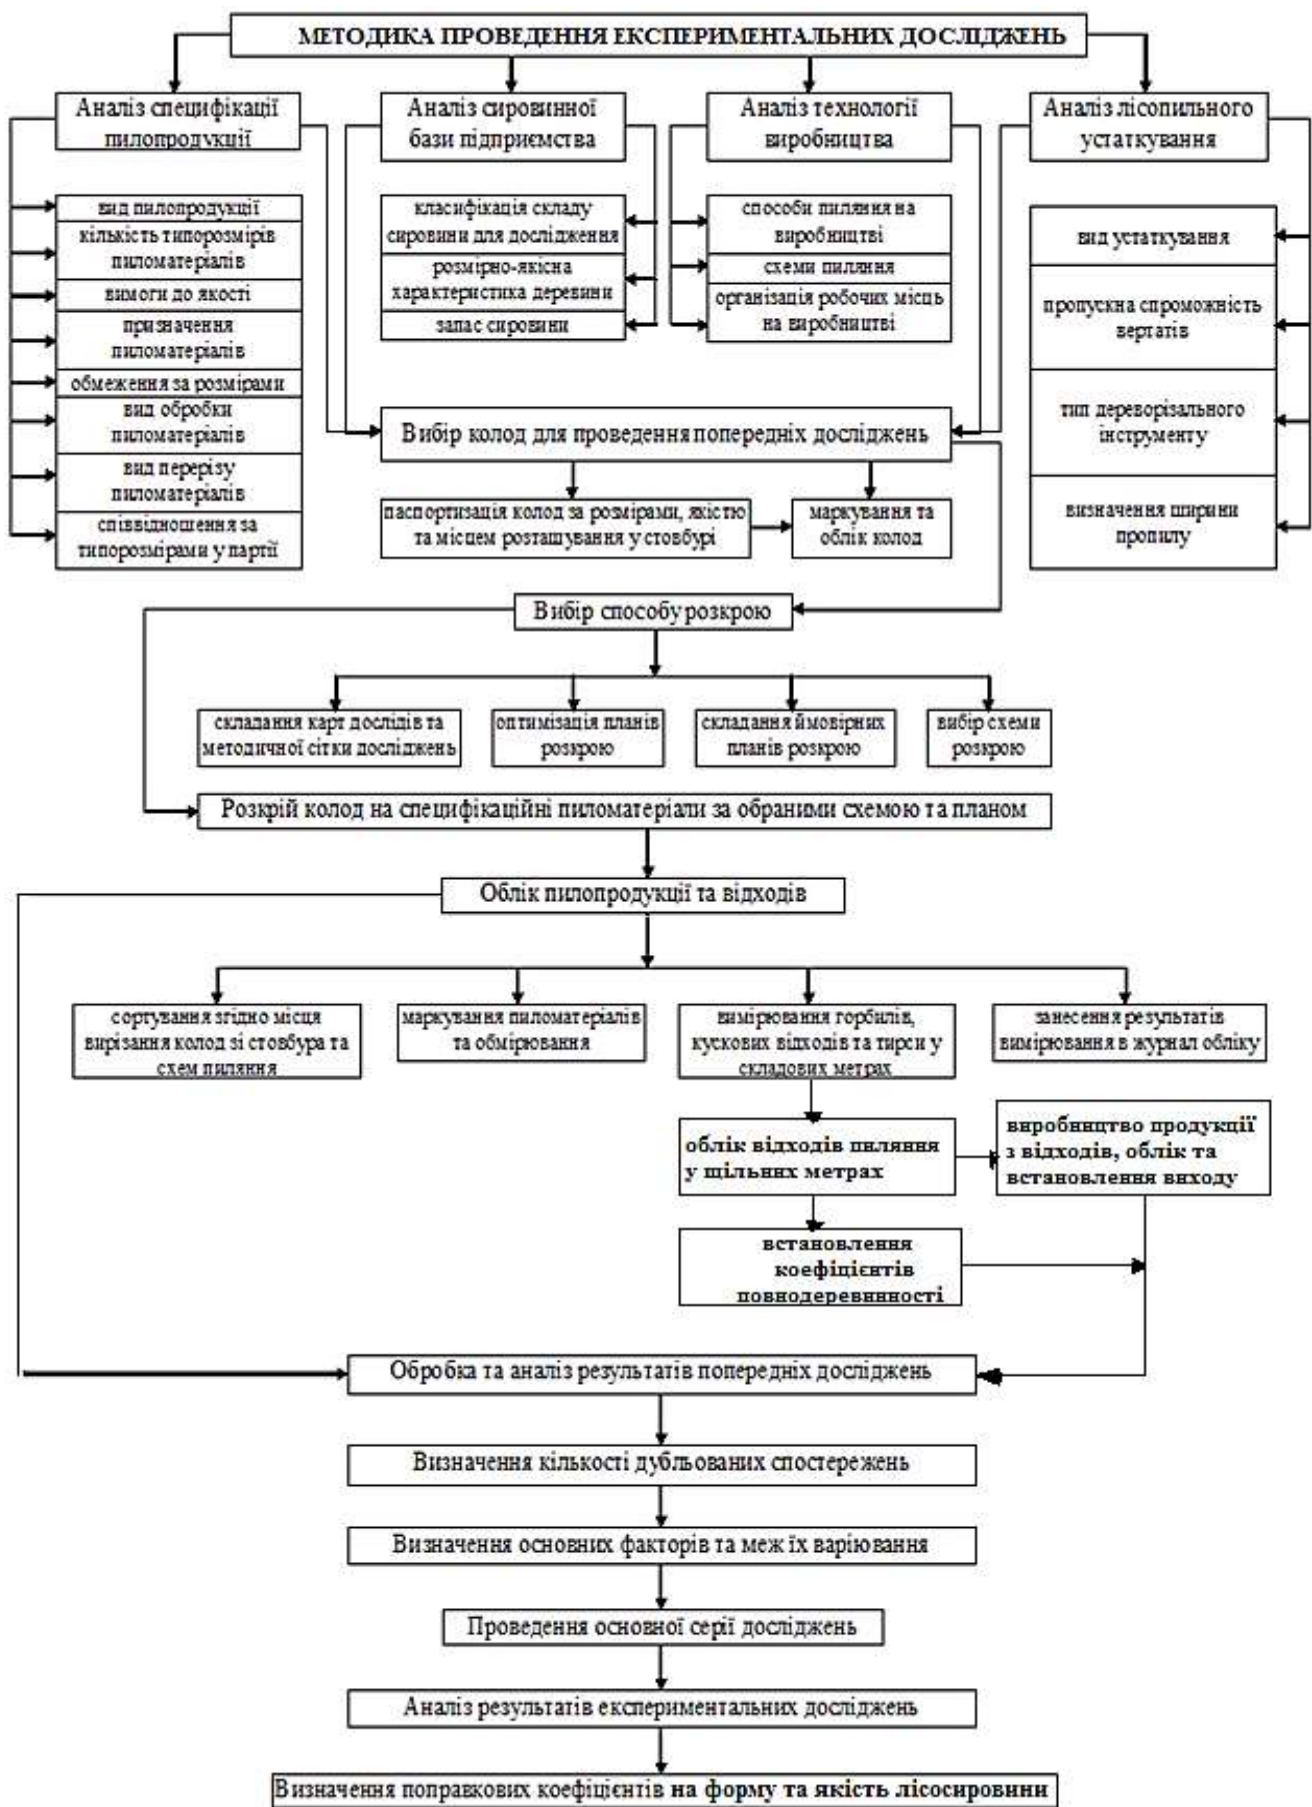 МЕТОДИКА ПРОВЕДЕННЯ ЕКСПЕРИМЕНТАЛЬНИХ ДОСЛІДЖЕНЬ
Аналіз специфікації
пилопродукції
Аналіз сировинної
бази підприємства
Аналіз технології
виробництва
Аналіз лісопильного
устаткування
вид пилопродукції
кількість типорозмірів
пиломатеріалів
вимоги до якості
призначення
пиломатеріалів
обмеження за розмірами
вид обробки
пиломатеріалів
вид перерізу
пиломатеріалів
співвідношення за
типорозмірами у партії
класифікація складу
сировини для дослідження
розмірно-якісна
характеристика деревини
запас сировини
способи пиляння на
виробництві
схеми пиляння
організація робочих місць
на виробництві
вид устаткування
пропускна спроможність
вертатів
тип дереворізального
інструменту
визначення ширини
пропилу
Вибір колод для проведення попередніх досліджень
паспортизація колод за розмірами, якістю
та місцем розташування у стовбурі
маркування та
облік колод
Вибір способу розкрою
складання карт дослідів та
методичної сітки досліджень
оптимізація планів
розкрою
складання ймовірних
планів розкрою
вибір схеми
розкрою
Розкрій колод на специфікаційні пиломатеріали за обраними схемою та планом
Облік пилопродукції та відходів
сортування згідно місця
вирізання колод зі стовбура та
схем пиляння
маркування пиломатеріалів
та обмірювання
вимірювання горбилів,
кускових відходів та тирси у
складових метрах
занесення результатів
вимірювання в журнал обліку
облік відходів пиляння
у щільних метрах
виробництво продукції
з відходів, облік та
встановлення виходу
встановлення
коефіцієнтів
повнодеревинності
Обробка та аналіз результатів попередніх досліджень
Визначення кількості дубльованих спостережень
Визначення основних факторів та меж їх варіювання
Проведення основної серії досліджень
Аналіз результатів експериментальних досліджень
Визначення поправкових коефіцієнтів на форму та якість лісосировини